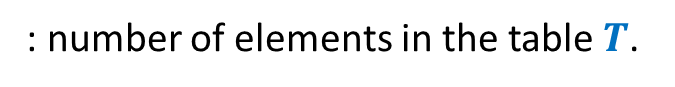 : number of elements in the table T.